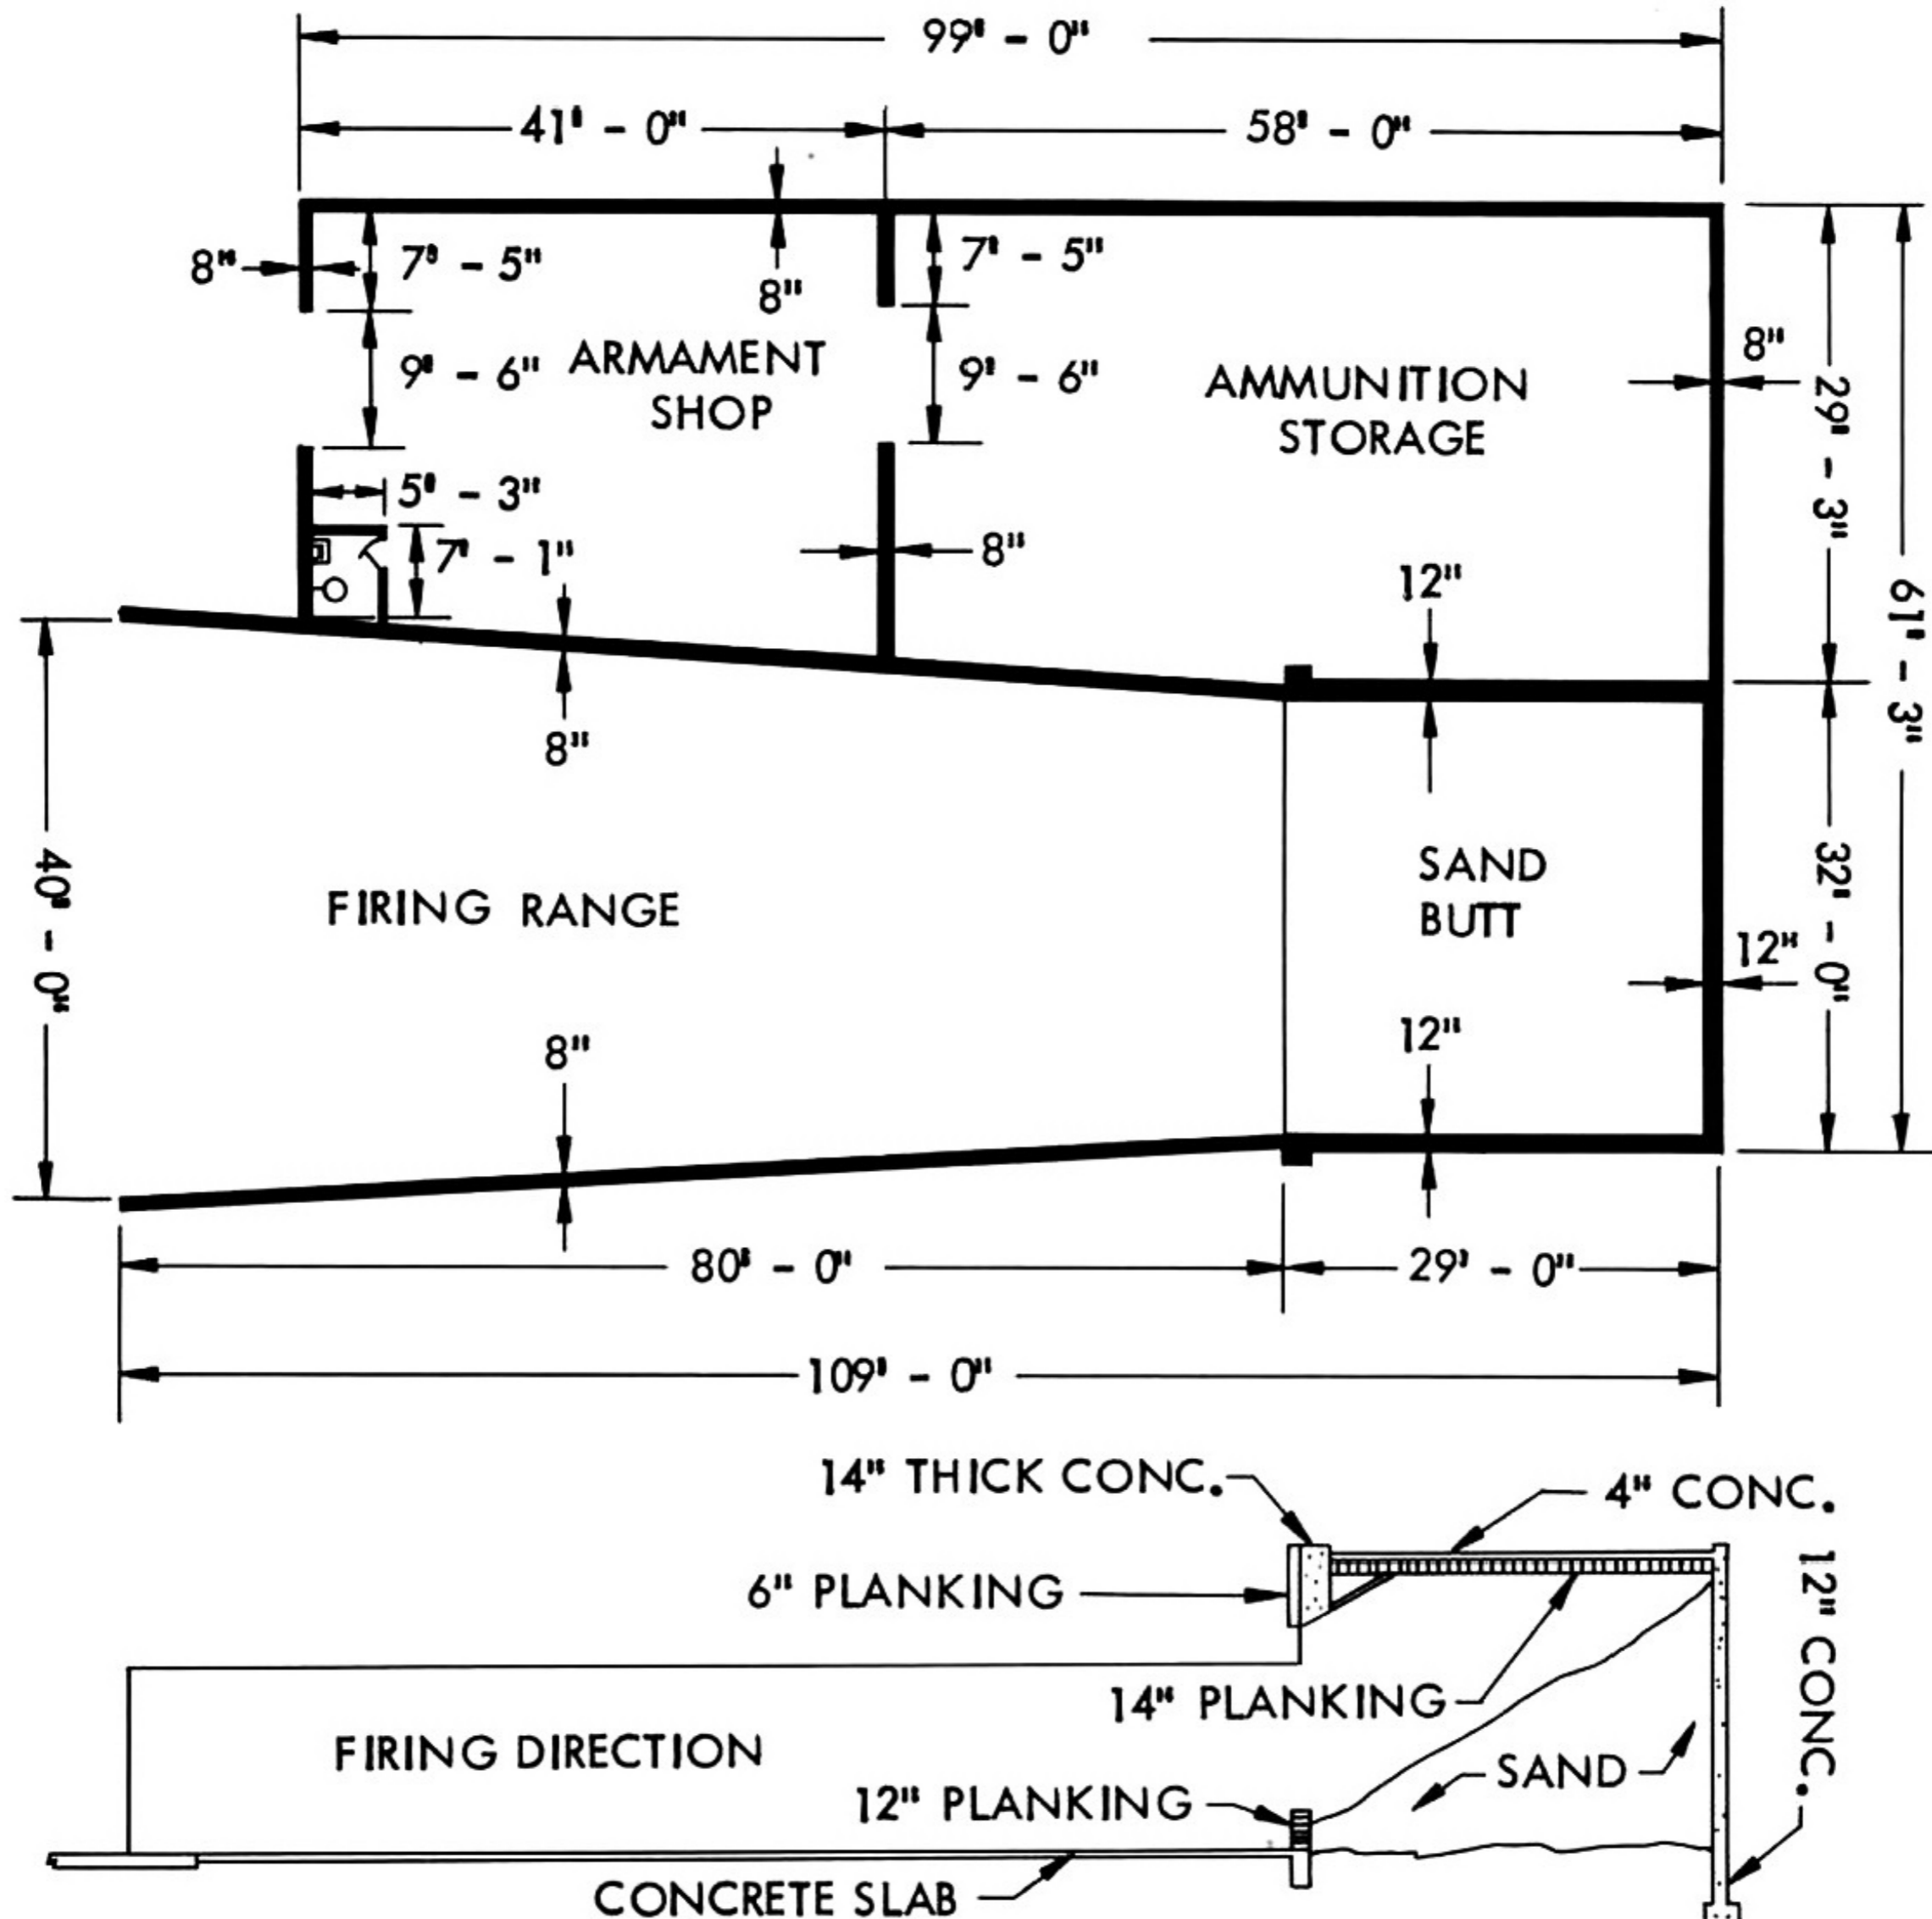 99' - 0"
41' - 0"
58' - 0"
8"
7' - 5"
8"
7' - 5"
9' - 6"
ARMAMENT
SHOP
9' - 6"
AMMUNITION
STORAGE
8"
29' - 3"
5' - 3"
7' - 1"
8"
12"
61' - 3"
8"
40' - 0"
FIRING RANGE
SAND
BUTT
32' - 0"
12"
8"
12"
80' - 0"
29' - 0"
109' - 0"
14" THICK CONC.
4" CONC.
6" PLANKING
12" CONC.
14" PLANKING
FIRING DIRECTION
SAND
12" PLANKING
CONCRETE SLAB